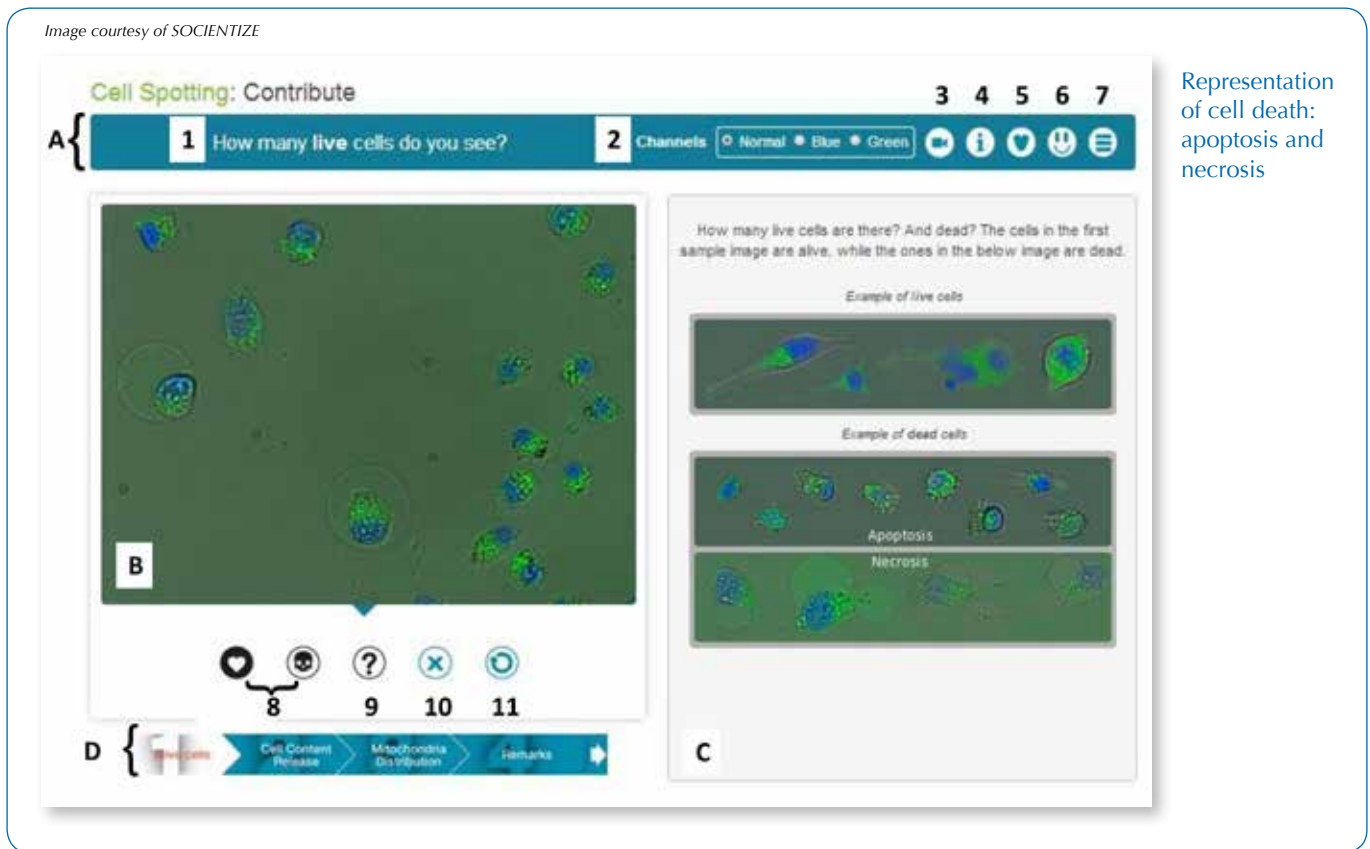 Image courtesy of SOCIENTIZE
Cell Spotting: Contribute
3 4 5 6 7
A{
1 How many live cells do you see?
2 Channels Normal Blue Green
Representation
of cell death:
apoptosis and
necrosis
B
How many live cells are there? And dead? The cells in the first
sample image are alive, while the ones in the below image are dead.
Example of live cells
Example of dead cells
Apoptosis
Necrosis
C
?
8 9 10 11
D {
cells
Cell Content
Release
Mitochondria
Distribution
Remarks